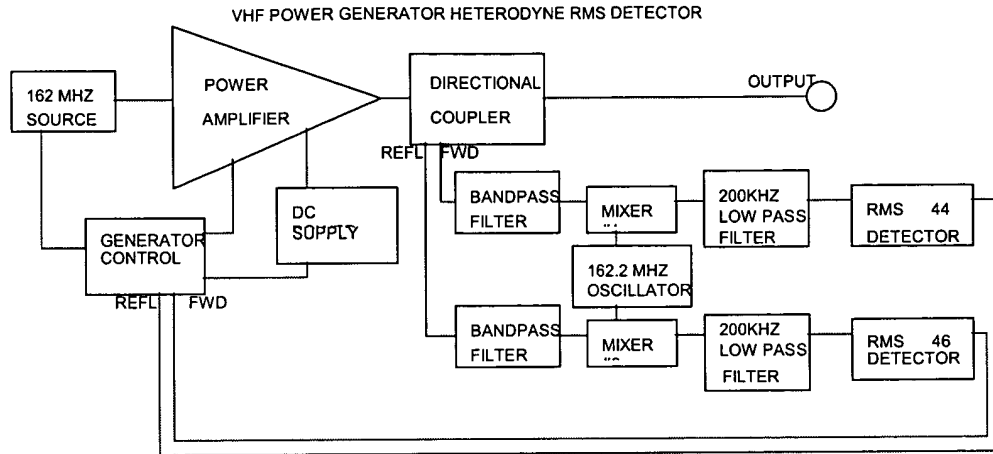 VHF POWER GENERATOR HETERODYNE RMS DETECTOR
162 MHZ
SOURCE
POWER
AMPLIFIER
DIRECTIONAL
COUPLER
OUTPUT
REFL
FWD
BANDPASS
FILTER
MIXER
200KHZ
LOW PASS
FILTER
RMS 44
DETECTOR
DC
SUPPLY
GENERATOR
CONTROL
162.2 MHZ
OSCILLATOR
REFL
FWD
BANDPASS
FILTER
MIXER
200KHZ
LOW PASS
FILTER
RMS 46
DETECTOR